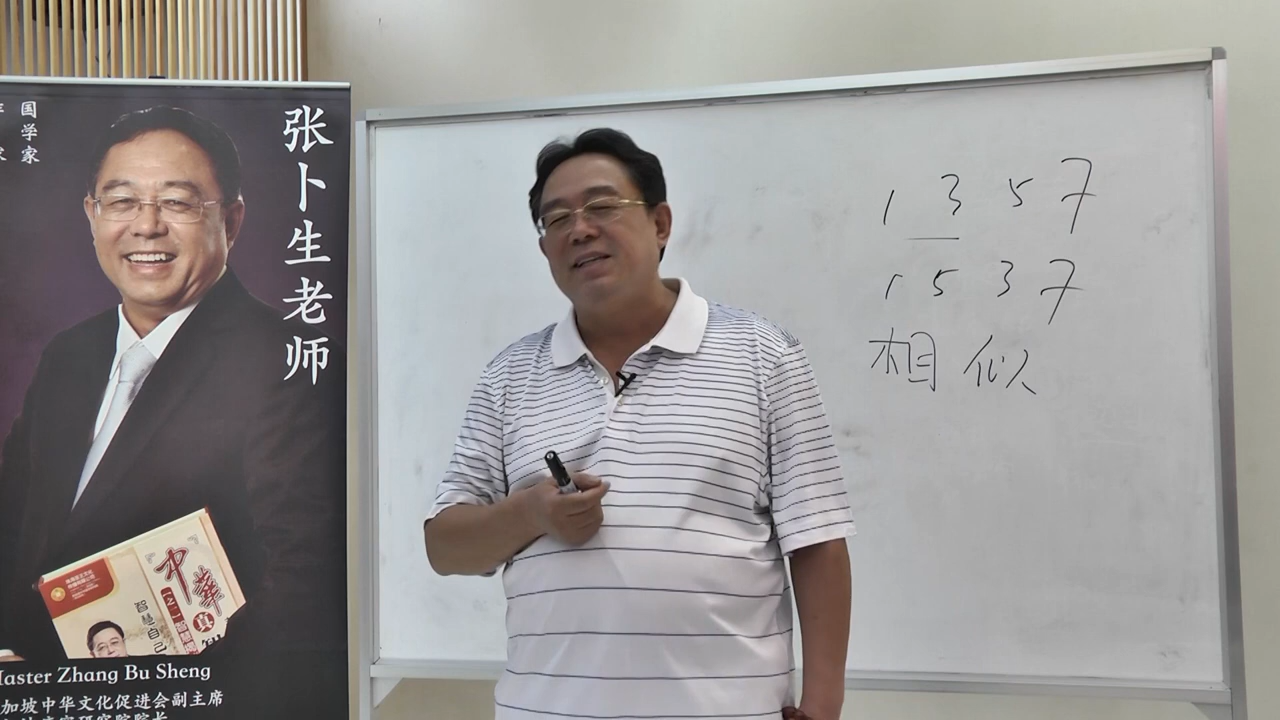 国学家
张卜生老师
中華真
智慧自己
Master Zhang Bu Sheng
加坡中华文化促进会副主席
1 3 5 7
1 5 3 7
相似